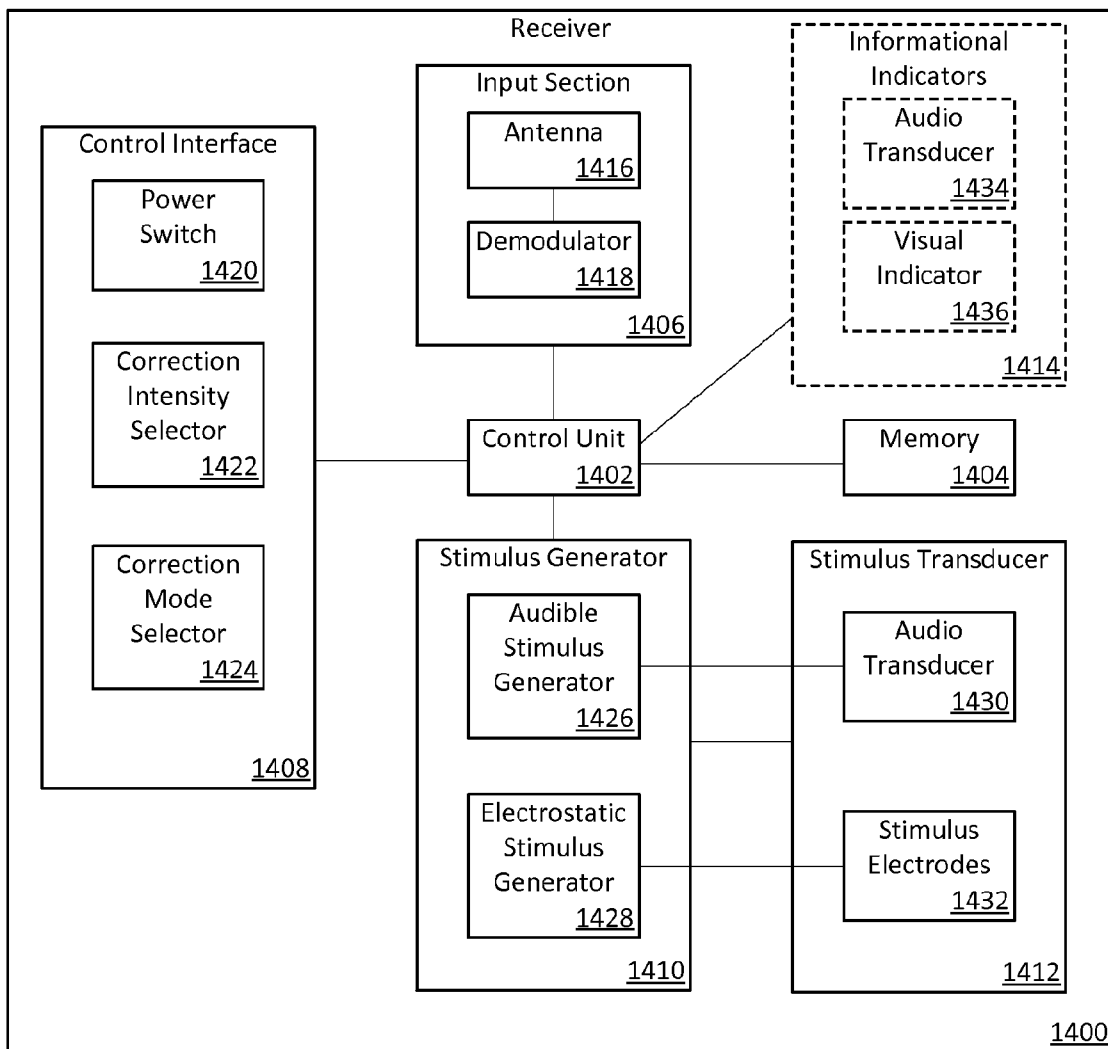 Receiver
Input Section
Antenna
1416
Demodulator
1418
1406
Informational
Indicators
Audio
Transducer
1434
Visual
Indicator
1436
1414
Control Interface
Power
Switch
1420
Correction
Intensity
Selector
1422
Correction
Mode
Selector
1424
1408
Control Unit
1402
Memory
1404
Stimulus Generator
Audible
Stimulus
Generator
1426
Electrostatic
Stimulus
Generator
1428
1410
Stimulus Transducer
Audio
Transducer
1430
Stimulus
Electrodes
1432
1412
1400